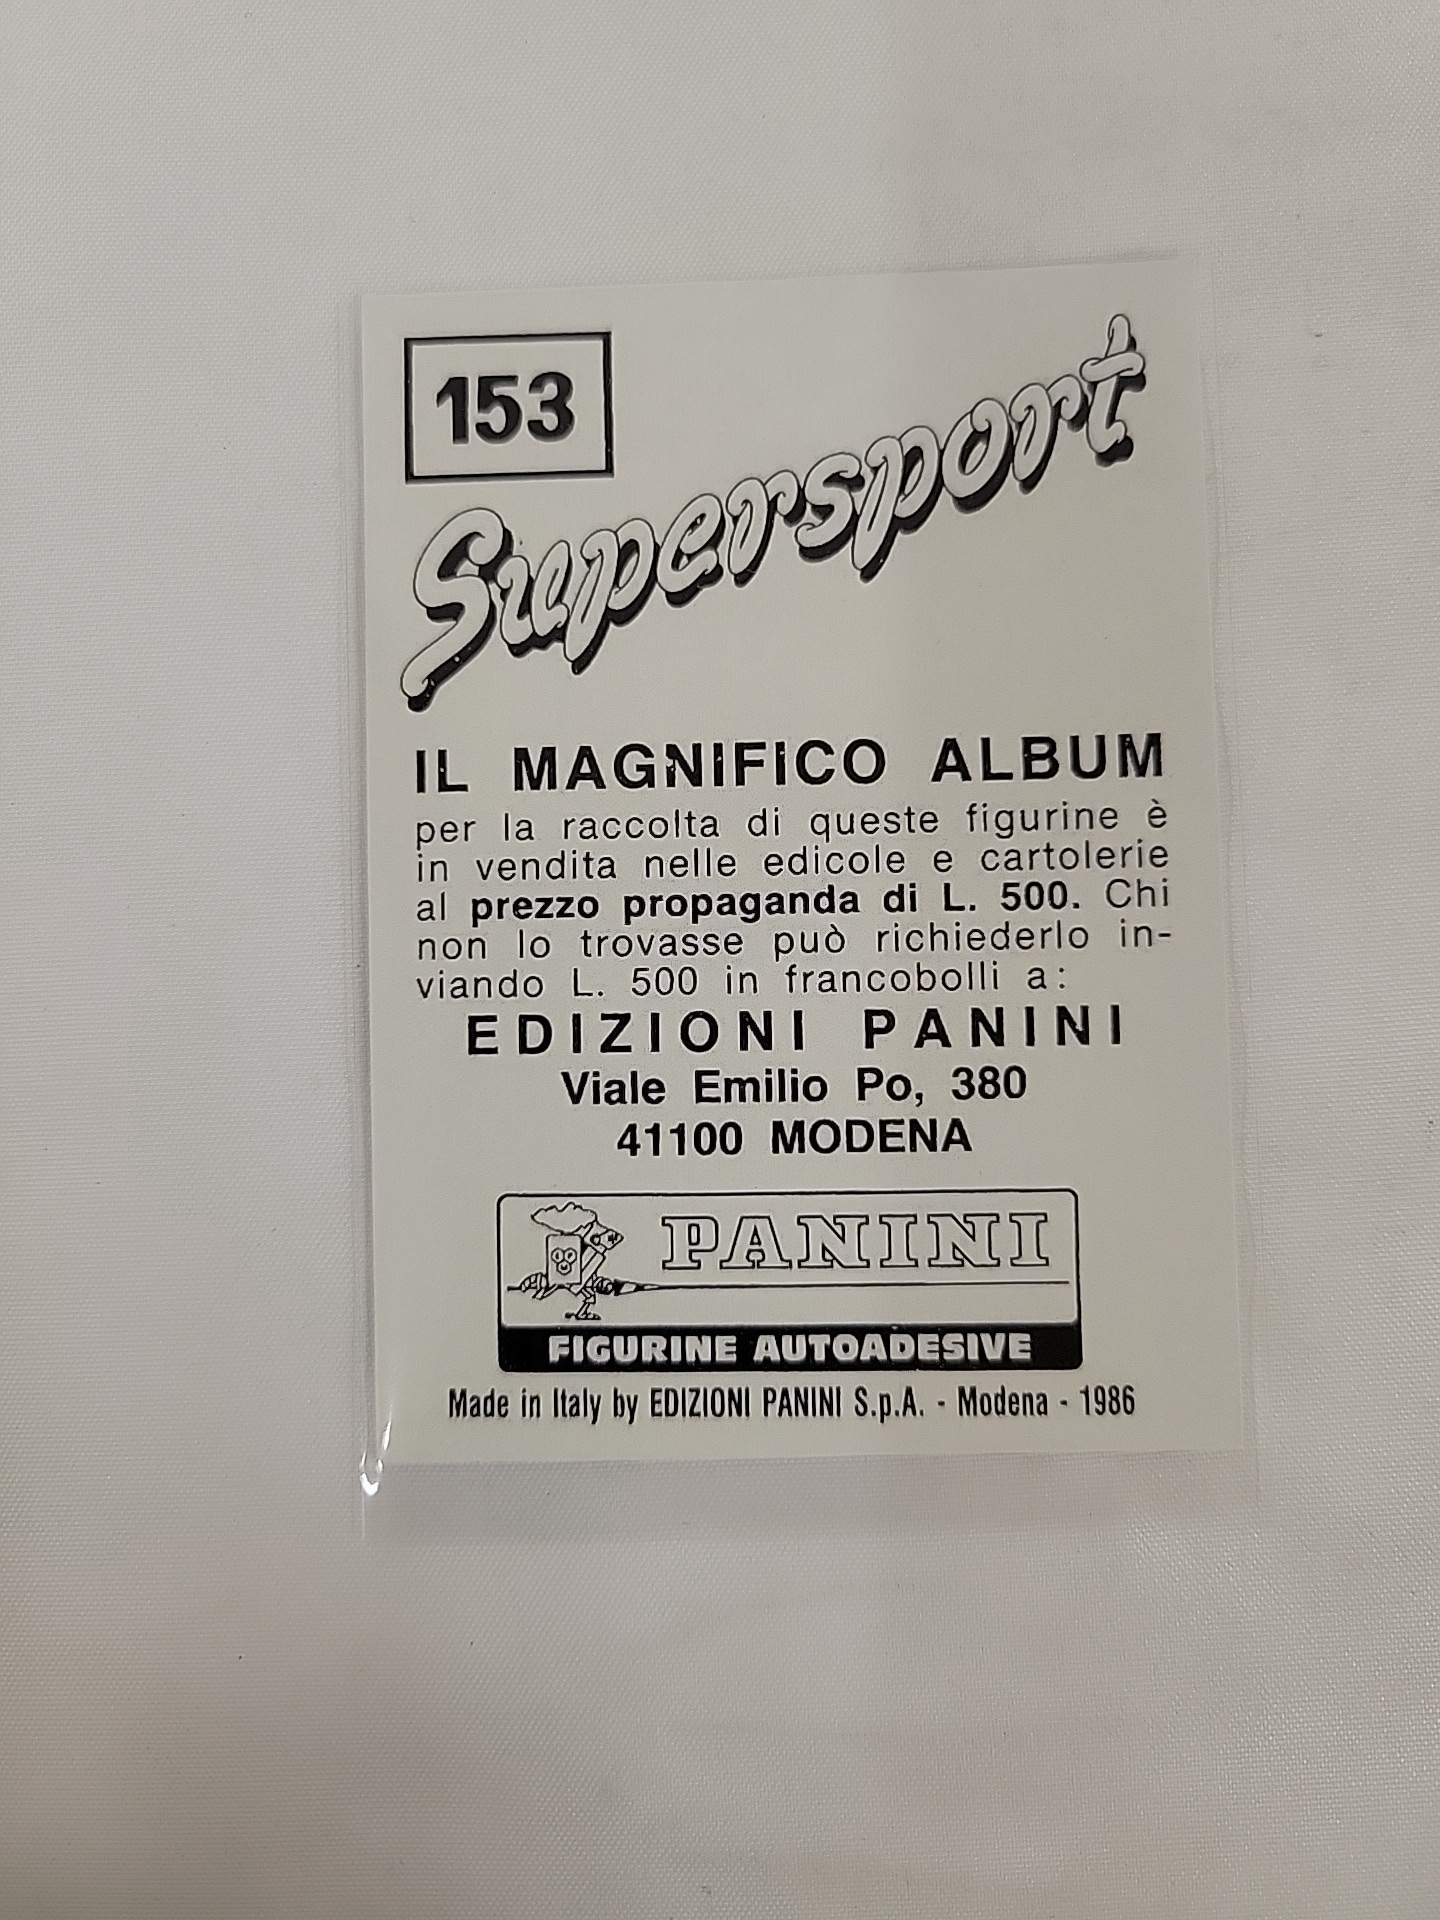 153
Supersport
IL MAGNIFICO ALBUM
per la raccolta di queste figurine è
in vendita nelle edicole e cartolerie
al prezzo propaganda di L. 500. Chi
non lo trovasse può richiederlo in-
viando L. 500 in francobolli a:
EDIZIONI PANINI
Viale Emilio Po, 380
41100 MODENA
PANINI
FIGURINE AUTOADESIVE
Made in Italy by EDIZIONI PANINI S.p.A. - Modena - 1986